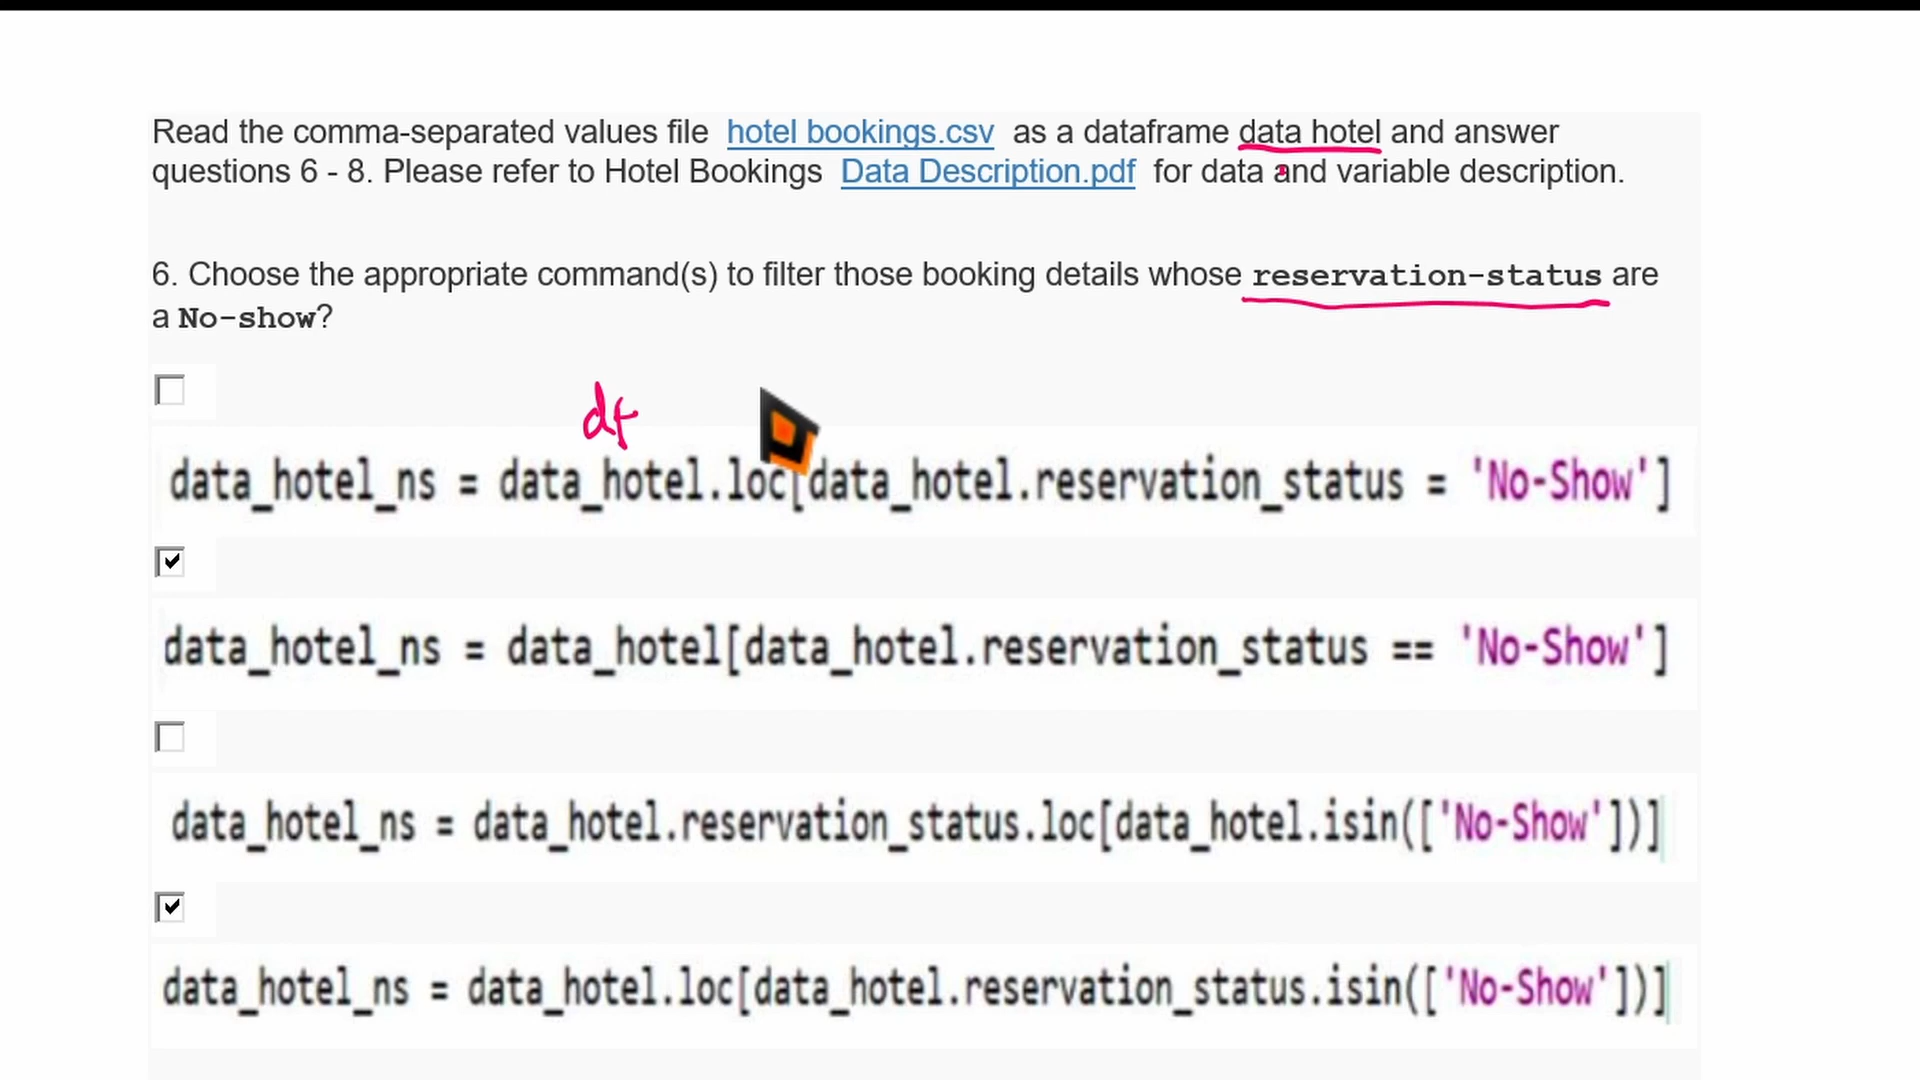 Read the comma-separated values file hotel bookings.csv as a dataframe data hotel and answer
questions 6 - 8. Please refer to Hotel Bookings Data Description.pdf for data and variable description.
6. Choose the appropriate command(s) to filter those booking details whose reservation-status are
a No-show?
df
data_hotel_ns = data_hotel.loc[data_hotel.reservation_status = 'No-Show']
data_hotel_ns = data_hotel[data_hotel.reservation_status == 'No-Show']
data_hotel_ns = data_hotel.reservation_status.loc[data_hotel.isin(['No-Show'])]
data_hotel_ns = data_hotel.loc[data_hotel.reservation_status.isin(['No-Show'])]